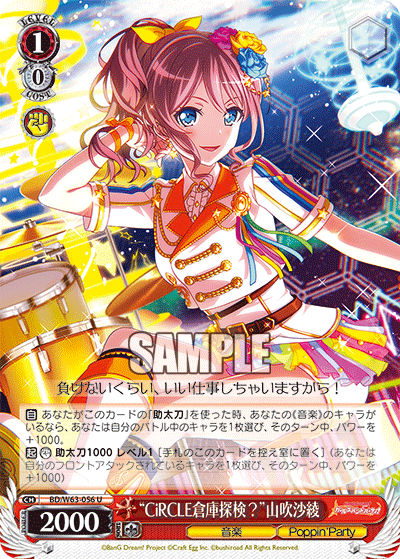 LEVEL
1
0
COST
SAMPLE
負けないくらい、いい仕事しちゃいますから！
自 あなたがこのカードの「助太刀」を使った時、あなたの《音楽》のキャラが
いるなら、あなたは自分のバトル中のキャラを1枚選び、そのターン中、パワーを
＋1000。
起 助太刀1000 レベル1 ［手札のこのカードを控え室に置く］ （あなたは
自分のフロントアタックされているキャラを1枚選び、そのターン中、パワーを
＋1000）
CH BD/W63-056 U
POWER
2000
“CiRCLE倉庫探検？”山吹沙綾
音楽
Poppin'Party
©BanG Dream! Project ©Craft Egg Inc. ©bushiroad All Rights Reserved.